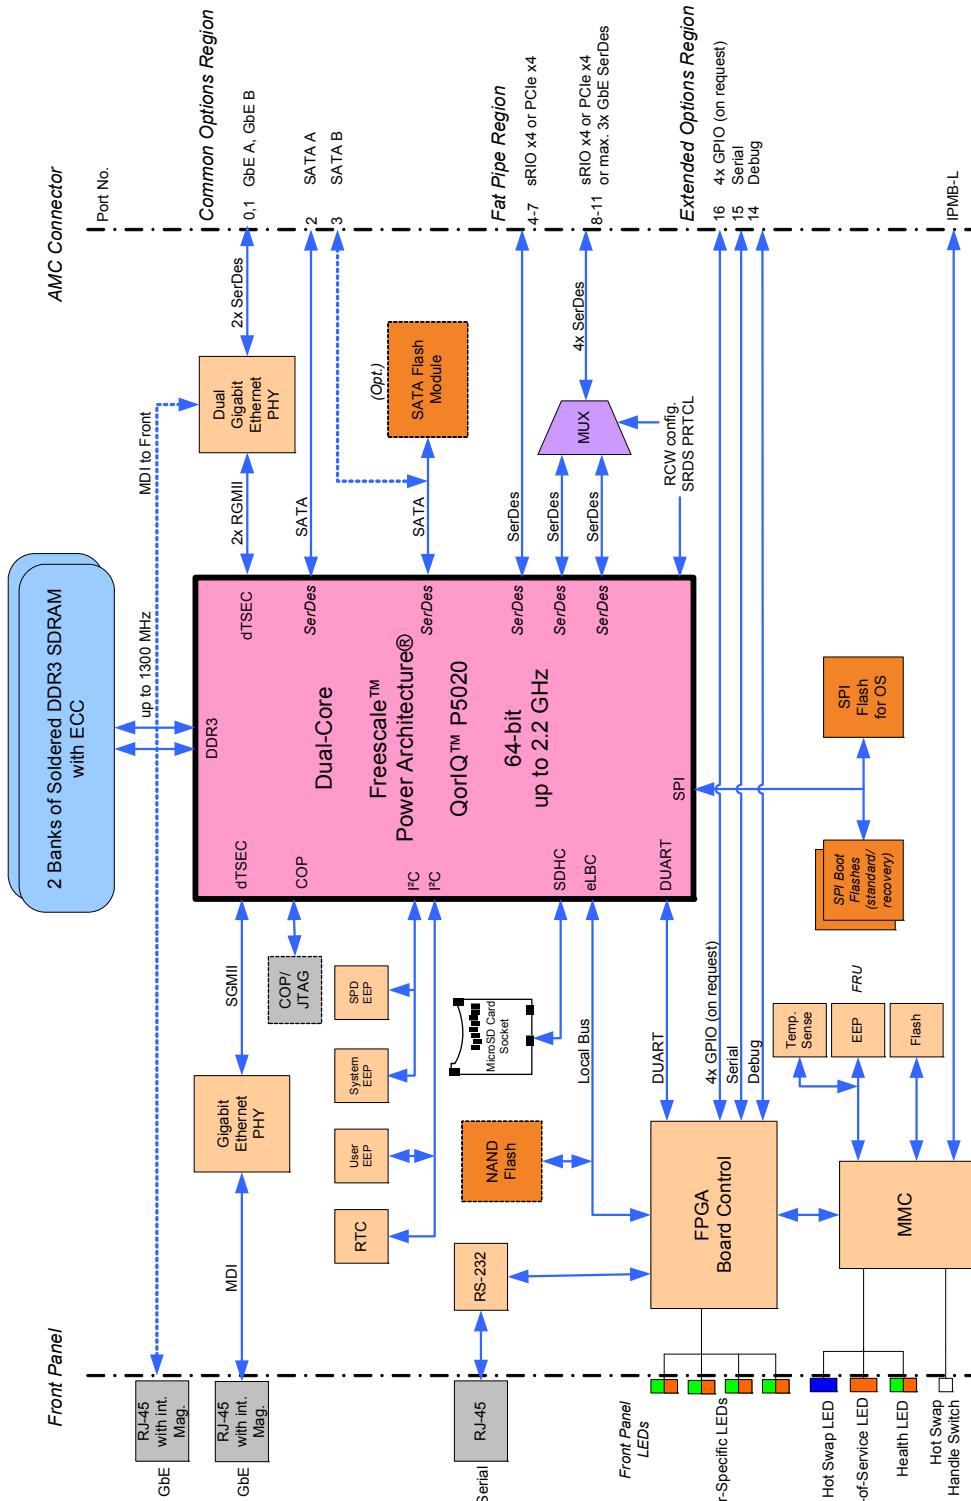 AMC Connector
Port No.
Common Options Region
0,1 GbE A, GbE B
2 SATA A
3 SATA B
Fat Pipe Region
4-7 sRIO x4 or PCIe x4
8-11 sRIO x4 or PCIe x4
or max. 3x GbE SerDes
Extended Options Region
16 4x GPIO (on request)
15 Serial
14 Debug
IPMB-L
2x SerDes
MDI to Front
Dual
Gigabit
Ethernet
PHY
2x RGMII
SATA
(Opt.)
SATA Flash
Module
SATA
4x SerDes
MUX
RCW config.
SRDS PRTCL
SerDes
SerDes
SerDes
2 Banks of Soldered DDR3 SDRAM
with ECC
up to 1300 MHz
DDR3
dTSEC
SerDes
SerDes
SerDes
SerDes
SerDes
Dual-Core
Freescale™
Power Architecture®
QorIQ™ P5020
64-bit
up to 2.2 GHz
SPI
dTSEC
COP
I²C
I²C
SDHC
eLBC
DUART
SPI
Flash
for OS
SPI Boot
Flashes
(standard/
recovery)
SGMII
COP/
JTAG
SPD
EEP
System
EEP
User
EEP
RTC
MicroSD Card
Socket
Local Bus
NAND
Flash
DUART
4x GPIO (on request)
Serial
Debug
FRU
Temp.
Sense
EEP
Flash
Gigabit
Ethernet
PHY
MDI
RS-232
FPGA
Board Control
MMC
Front Panel
RJ-45
with int.
Mag.
GbE
RJ-45
with int.
Mag.
GbE
RJ-45
Serial
Front Panel
LEDs
r-Specific LEDs
Hot Swap LED
-of-Service LED
Health LED
Hot Swap
Handle Switch